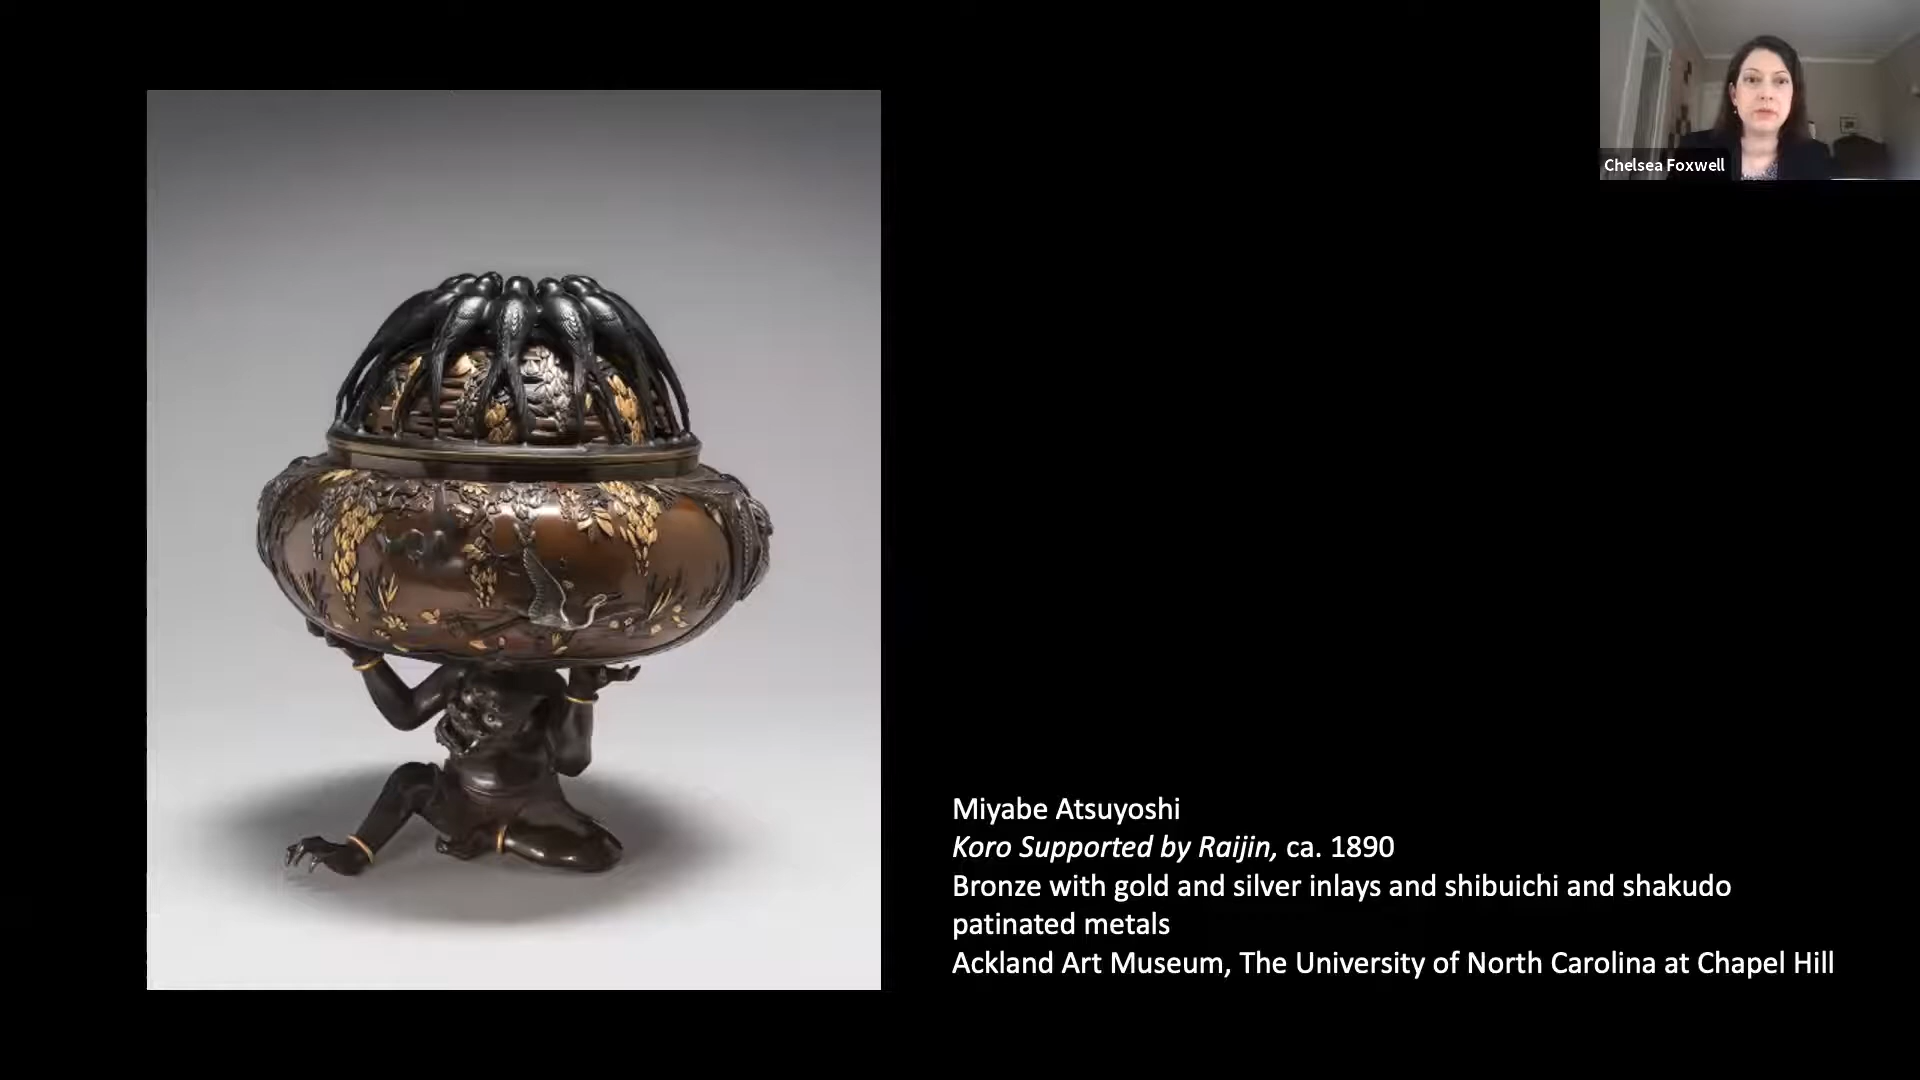 Chelsea Foxwell
Miyabe Atsuyoshi
Koro Supported by Raijin, ca. 1890
Bronze with gold and silver inlays and shibuichi and shakudo
patinated metals
Ackland Art Museum, The University of North Carolina at Chapel Hill